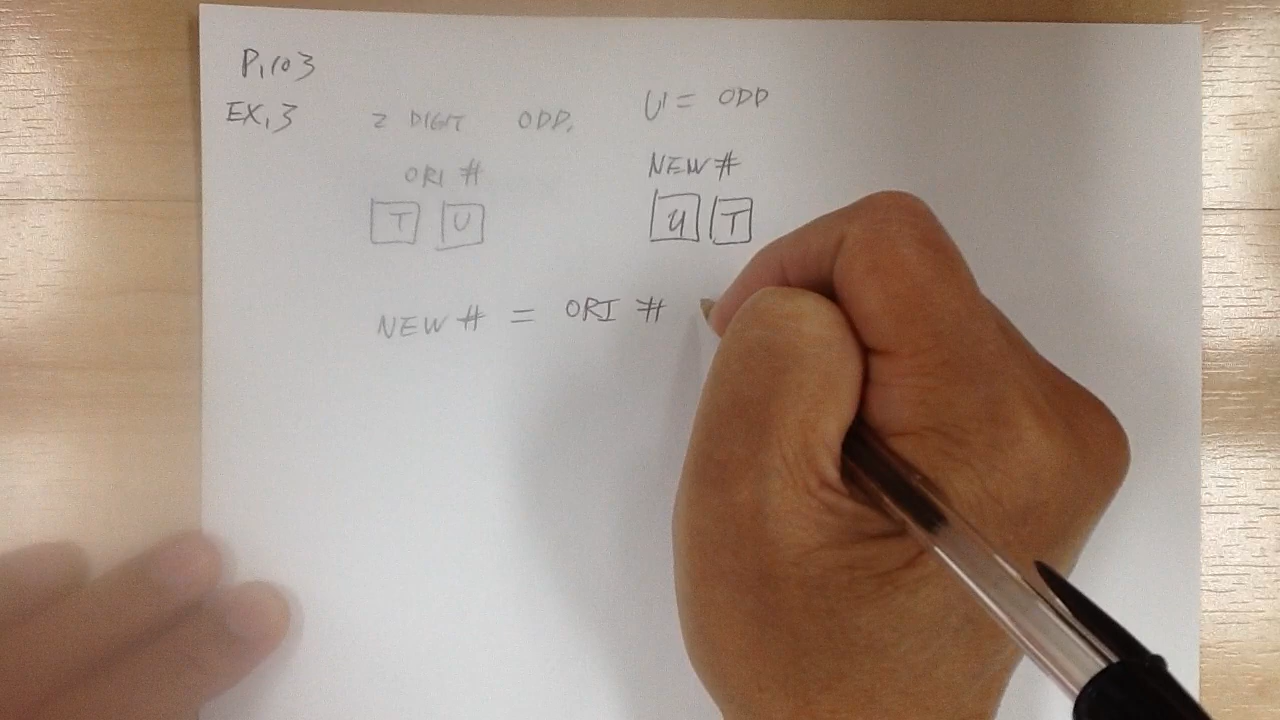 P.103
EX.3 2 DIGIT ODD. U = ODD
ORI # NEW #
T U U T
NEW # = ORI #